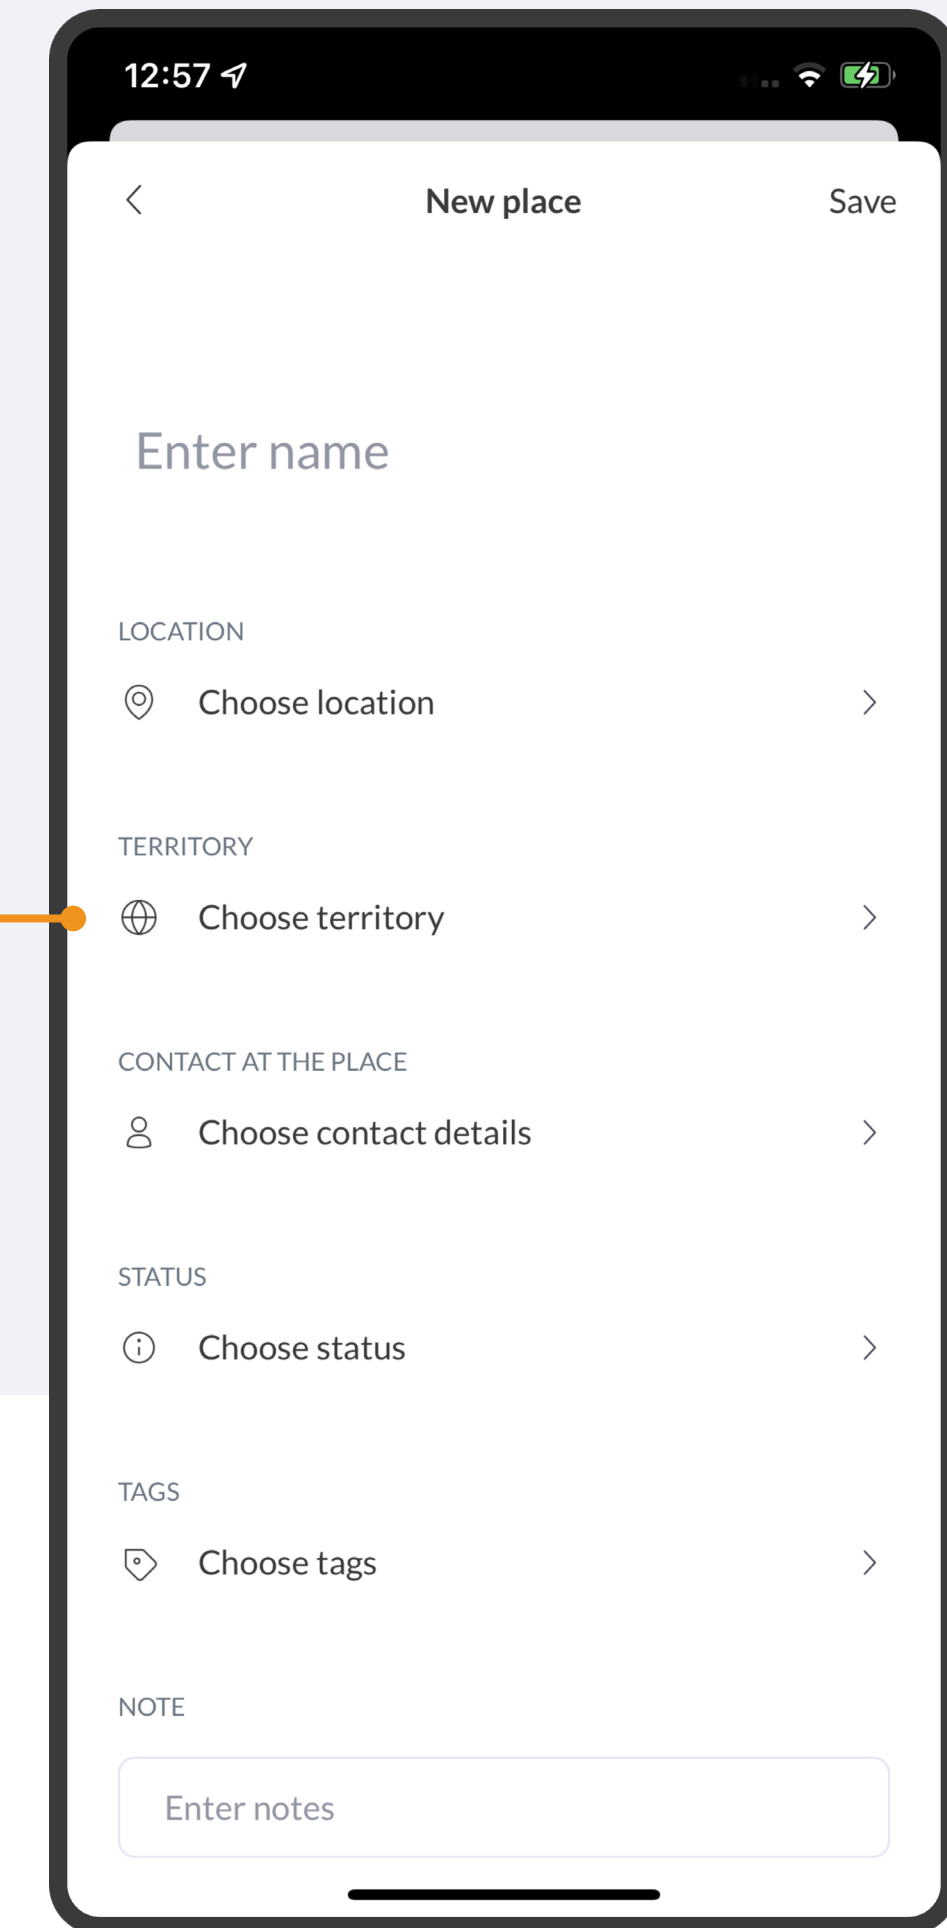 12:57
New place
Save
Enter name
LOCATION
Choose location
TERRITORY
Choose territory
CONTACT AT THE PLACE
Choose contact details
STATUS
Choose status
TAGS
Choose tags
NOTE
Enter notes